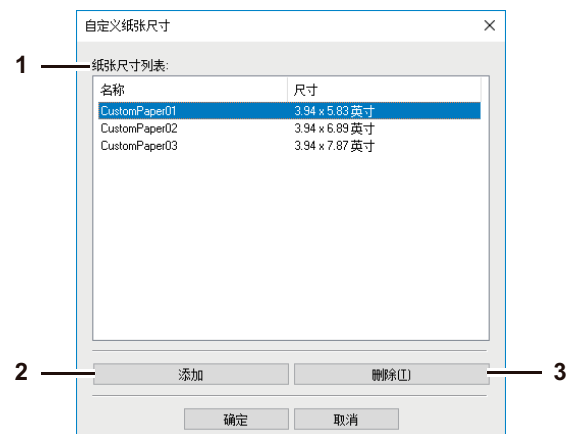 自定义纸张尺寸 ×
1 纸张尺寸列表:
名称 尺寸
CustomPaper01 3.94 x 5.83 英寸
CustomPaper02 3.94 x 6.89 英寸
CustomPaper03 3.94 x 7.87 英寸
2 添加 删除(I) 3
确定 取消